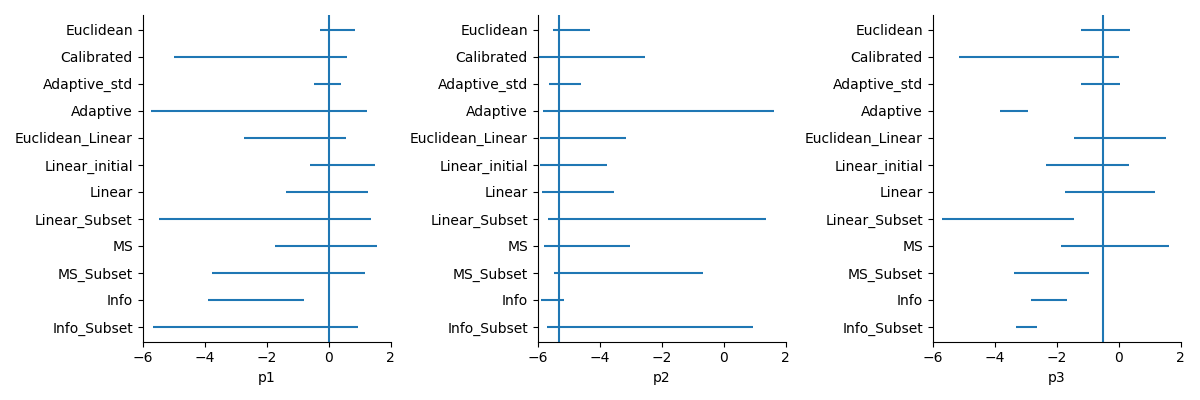 Euclidean
Calibrated
Adaptive_std
Adaptive
Euclidean_Linear
Linear_initial
Linear
Linear_Subset
MS
MS_Subset
Info
Info_Subset
−6 −4 −2 0 2
p1
Euclidean
Calibrated
Adaptive_std
Adaptive
Euclidean_Linear
Linear_initial
Linear
Linear_Subset
MS
MS_Subset
Info
Info_Subset
−6 −4 −2 0 2
p2
Euclidean
Calibrated
Adaptive_std
Adaptive
Euclidean_Linear
Linear_initial
Linear
Linear_Subset
MS
MS_Subset
Info
Info_Subset
−6 −4 −2 0 2
p3